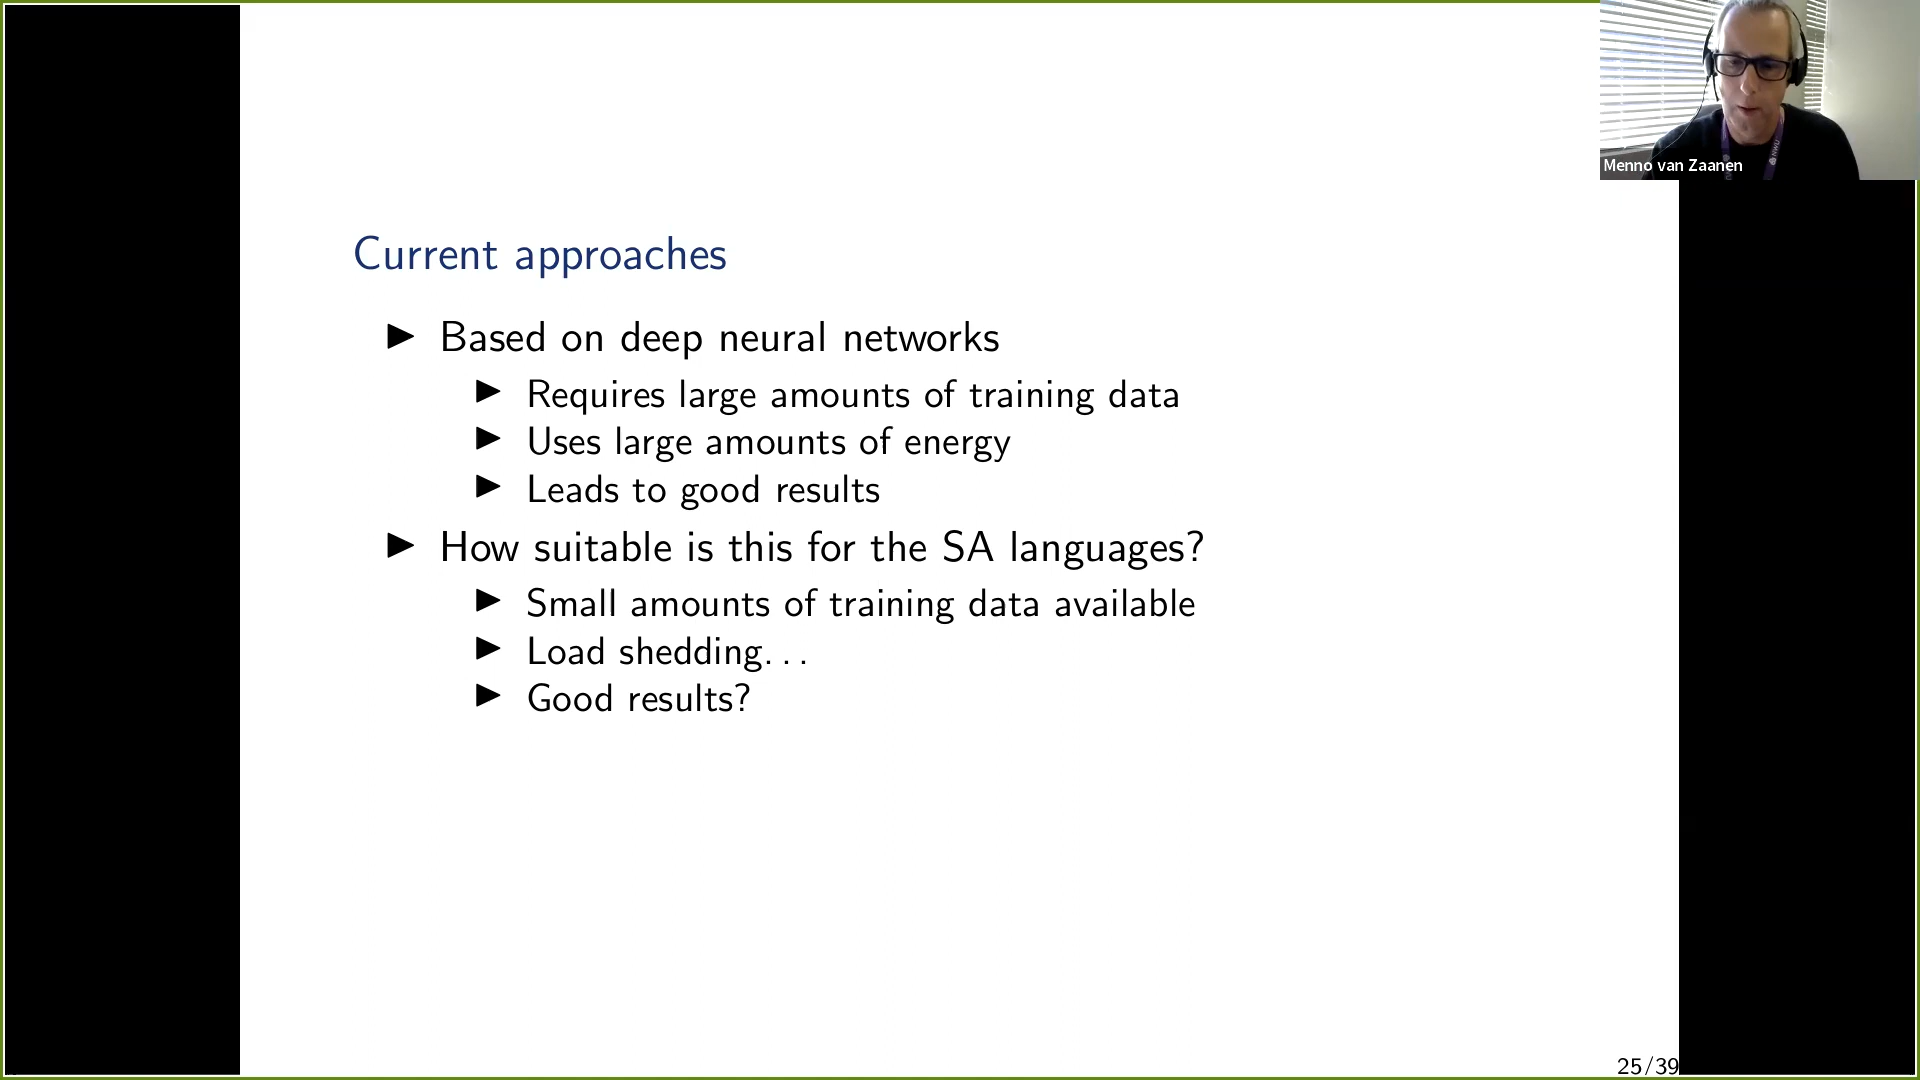 Menno van Zaanen
NWU
Current approaches
▶ Based on deep neural networks
▶ Requires large amounts of training data
▶ Uses large amounts of energy
▶ Leads to good results
▶ How suitable is this for the SA languages?
▶ Small amounts of training data available
▶ Load shedding...
▶ Good results?
25/39